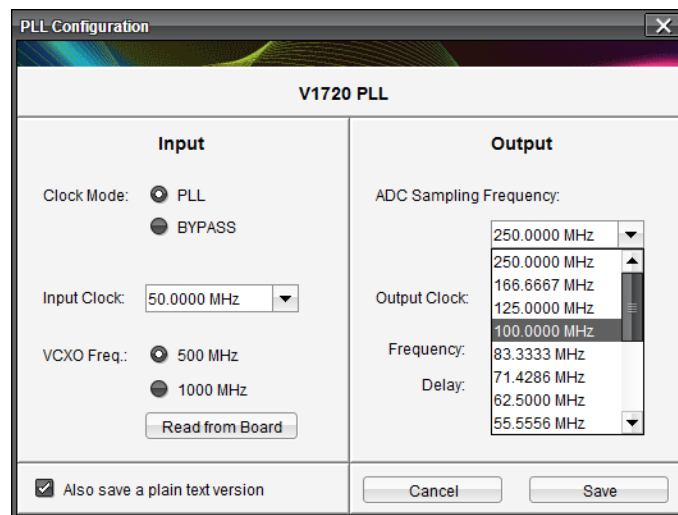 PLL Configuration
V1720 PLL
Input
Clock Mode:
PLL
BYPASS
Input Clock:
50.0000 MHz
VCXO Freq.:
500 MHz
1000 MHz
Read from Board
Output
ADC Sampling Frequency:
250.0000 MHz
250.0000 MHz
166.6667 MHz
125.0000 MHz
100.0000 MHz
83.3333 MHz
71.4286 MHz
62.5000 MHz
55.5556 MHz
Output Clock:
Frequency:
Delay:
Also save a plain text version
Cancel
Save